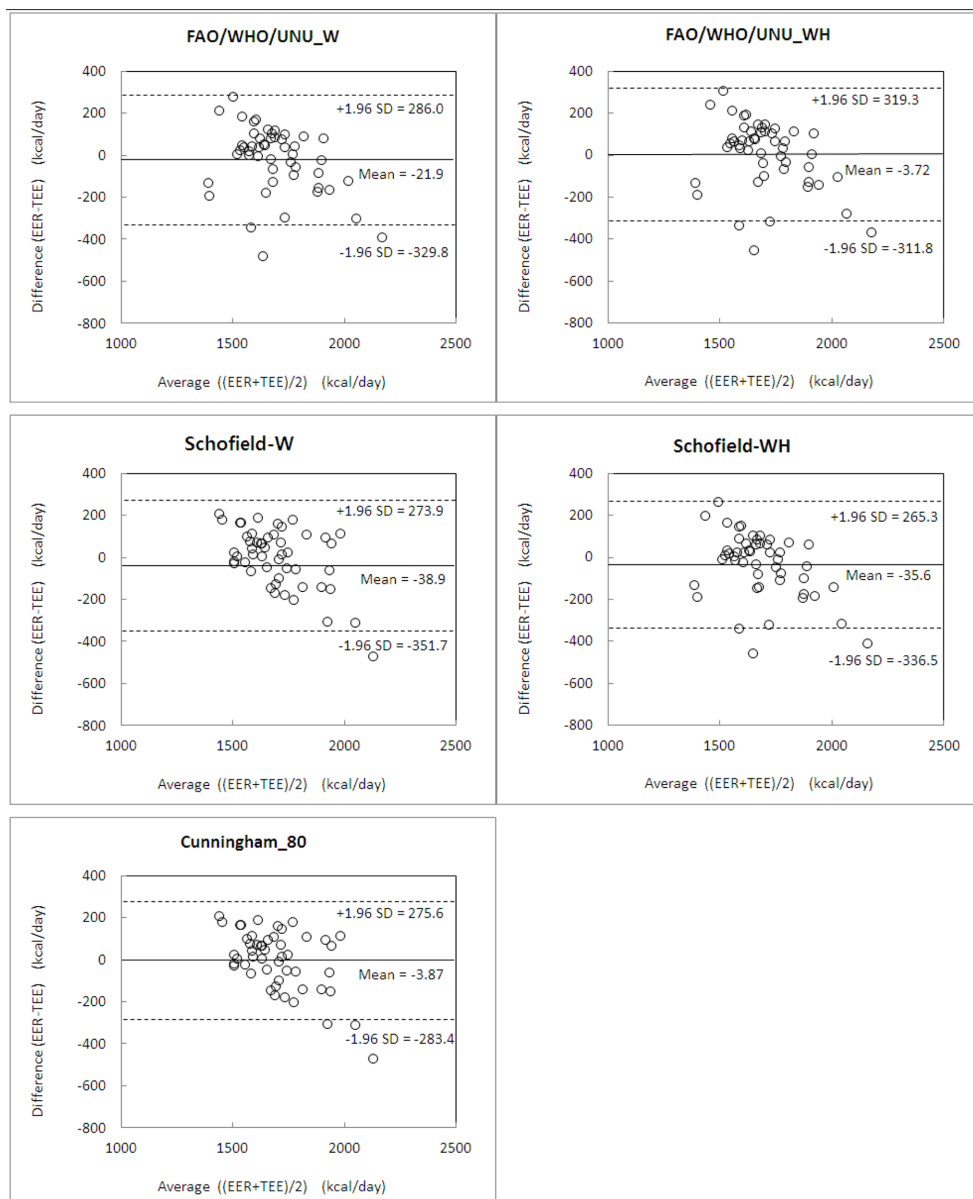 FAO/WHO/UNU_W
400
200
0
-200
-400
-600
-800
Difference (EER-TEE) (kcal/day)
+1.96 SD = 286.0
Mean = -21.9
-1.96 SD = -329.8
1000 1500 2000 2500
Average ((EER+TEE)/2) (kcal/day)
FAO/WHO/UNU_WH
400
200
0
-200
-400
-600
-800
Difference (EER-TEE) (kcal/day)
+1.96 SD = 319.3
Mean = -3.72
-1.96 SD = -311.8
1000 1500 2000 2500
Average ((EER+TEE)/2) (kcal/day)
Schofield-W
400
200
0
-200
-400
-600
-800
Difference (EER-TEE) (kcal/day)
+1.96 SD = 273.9
Mean = -38.9
-1.96 SD = -351.7
1000 1500 2000 2500
Average ((EER+TEE)/2) (kcal/day)
Schofield-WH
400
200
0
-200
-400
-600
-800
Difference (EER-TEE) (kcal/day)
+1.96 SD = 265.3
Mean = -35.6
-1.96 SD = -336.5
1000 1500 2000 2500
Average ((EER+TEE)/2) (kcal/day)
Cunningham_80
400
200
0
-200
-400
-600
-800
Difference (EER-TEE) (kcal/day)
+1.96 SD = 275.6
Mean = -3.87
-1.96 SD = -283.4
1000 1500 2000 2500
Average ((EER+TEE)/2) (kcal/day)